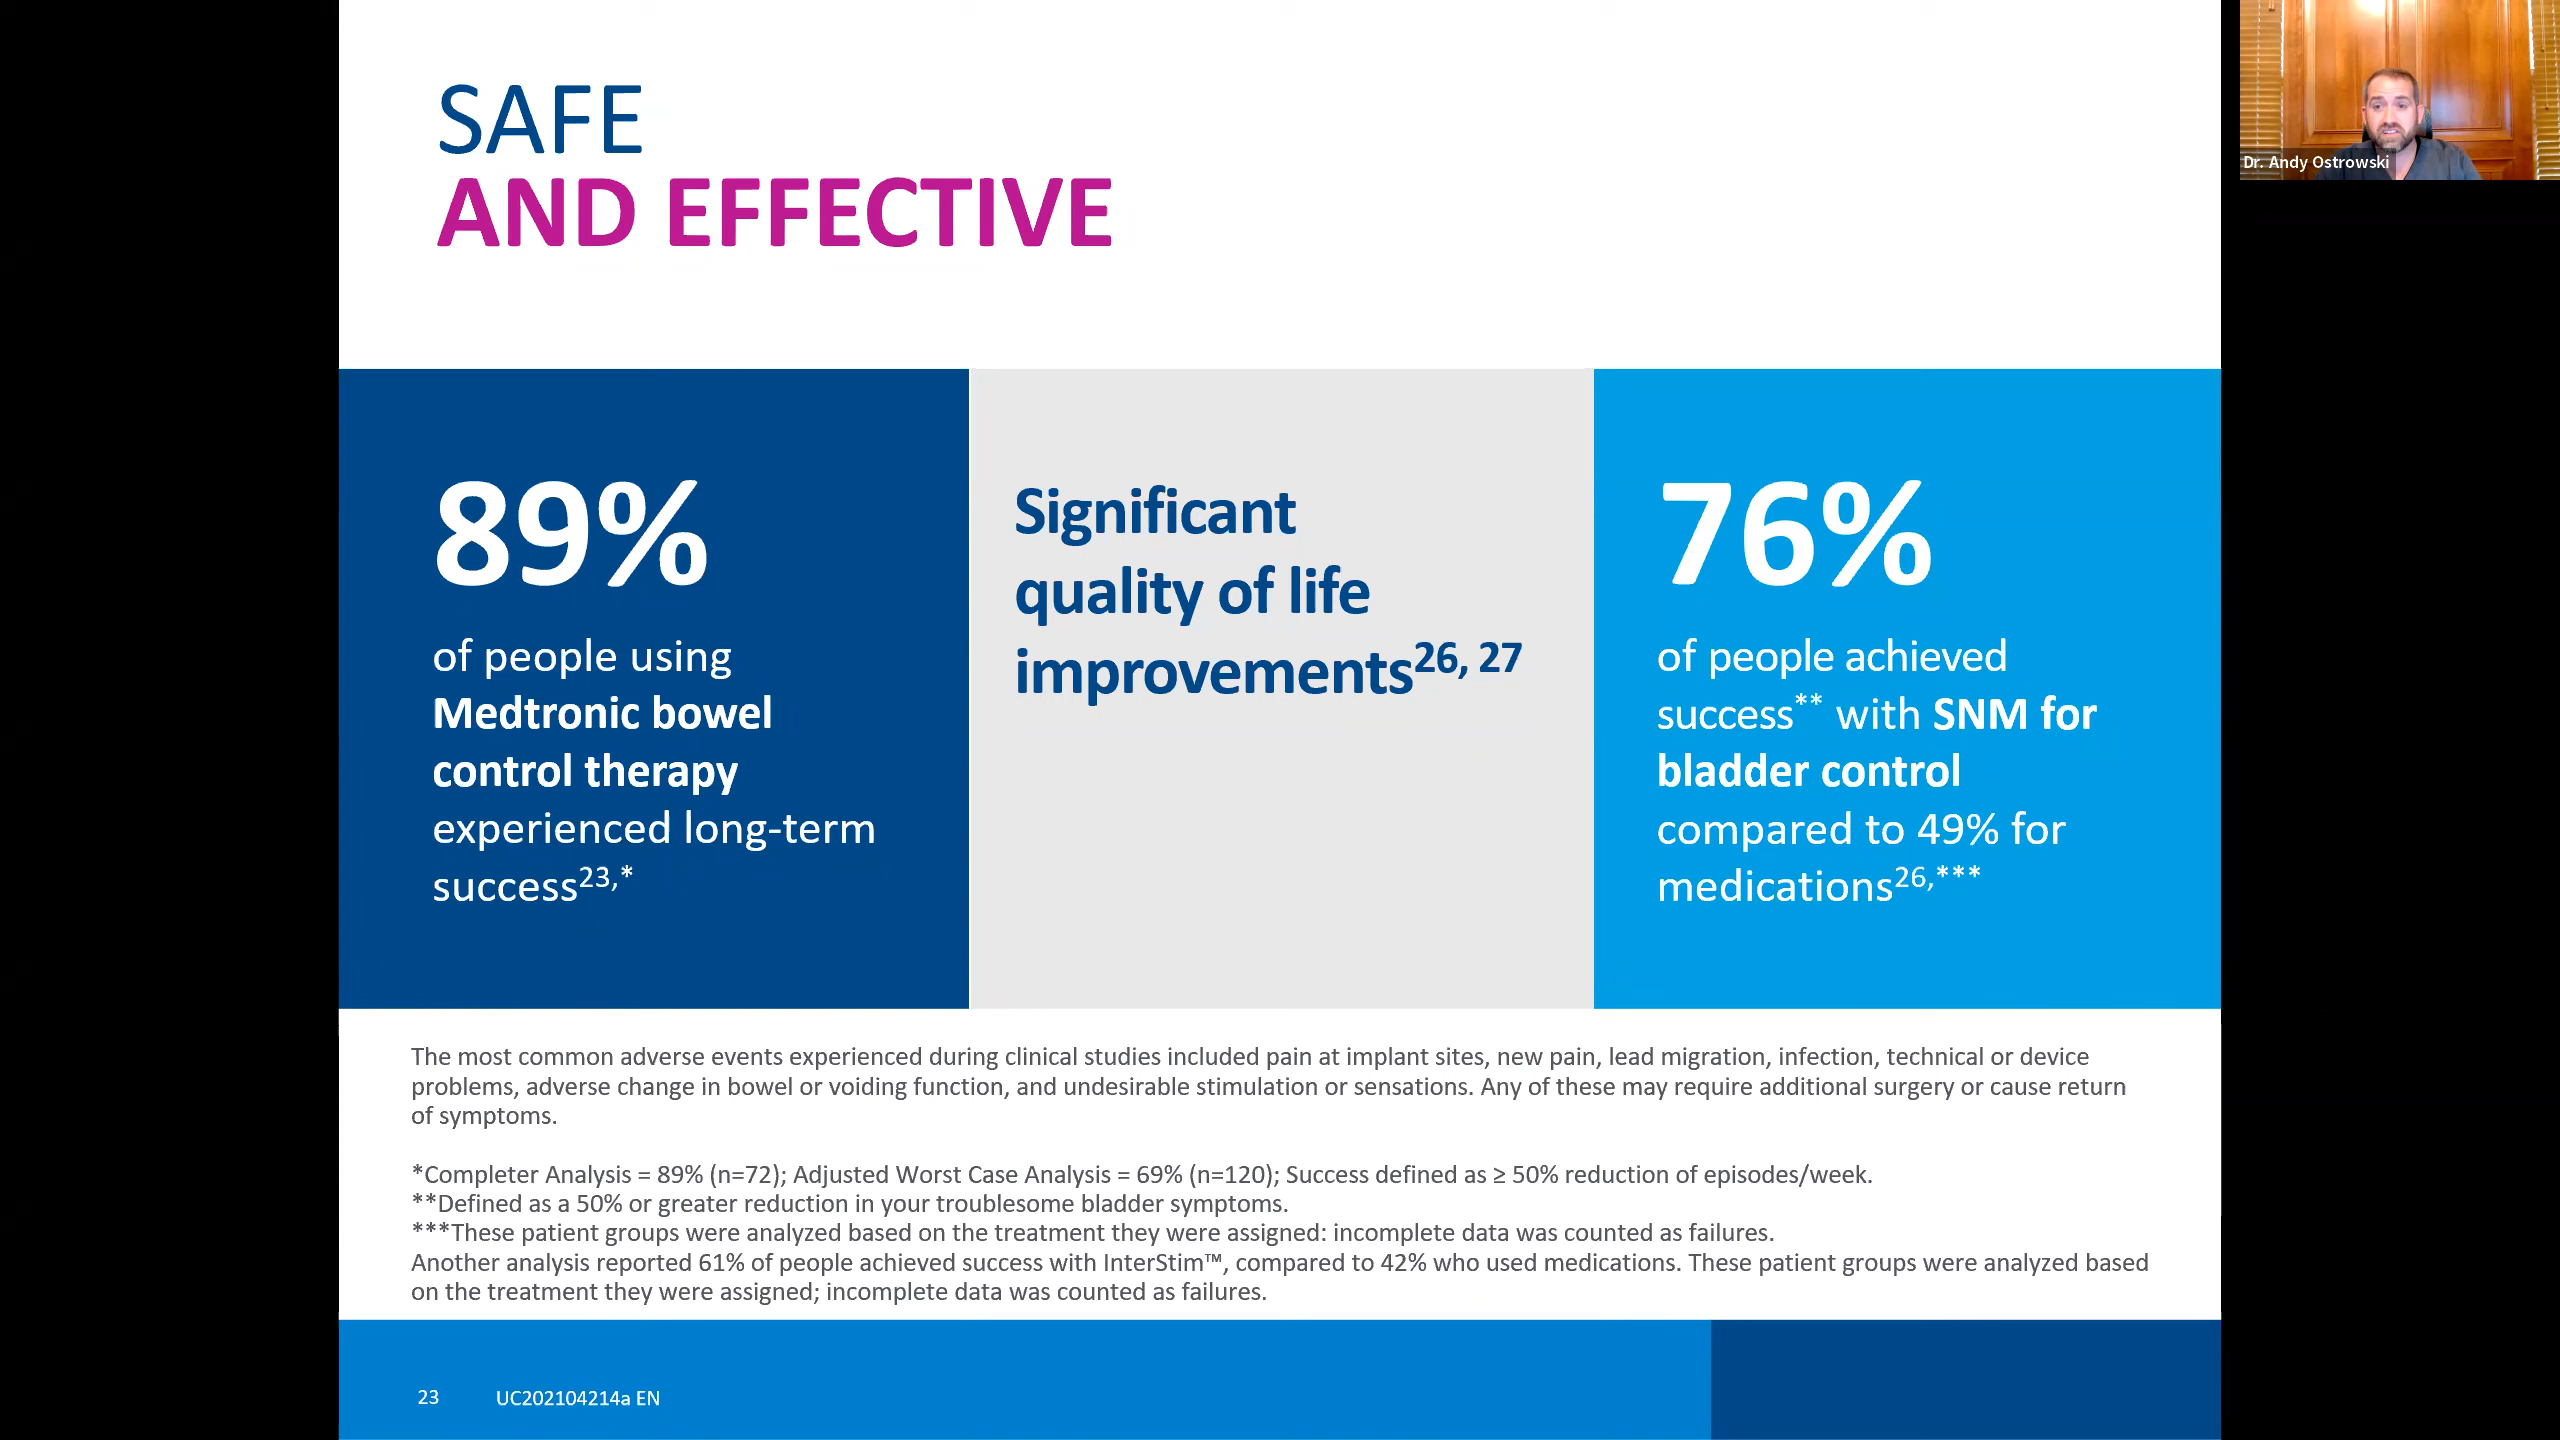 SAFE
AND EFFECTIVE
Dr. Andy Ostrowski
89%
of people using
Medtronic bowel
control therapy
experienced long-term
success23,*
Significant
quality of life
improvements26, 27
76%
of people achieved
success** with SNM for
bladder control
compared to 49% for
medications26,***
The most common adverse events experienced during clinical studies included pain at implant sites, new pain, lead migration, infection, technical or device
problems, adverse change in bowel or voiding function, and undesirable stimulation or sensations. Any of these may require additional surgery or cause return
of symptoms.
*Completer Analysis = 89% (n=72); Adjusted Worst Case Analysis = 69% (n=120); Success defined as ≥ 50% reduction of episodes/week.
**Defined as a 50% or greater reduction in your troublesome bladder symptoms.
***These patient groups were analyzed based on the treatment they were assigned: incomplete data was counted as failures.
Another analysis reported 61% of people achieved success with InterStim™, compared to 42% who used medications. These patient groups were analyzed based
on the treatment they were assigned; incomplete data was counted as failures.
23 UC202104214a EN